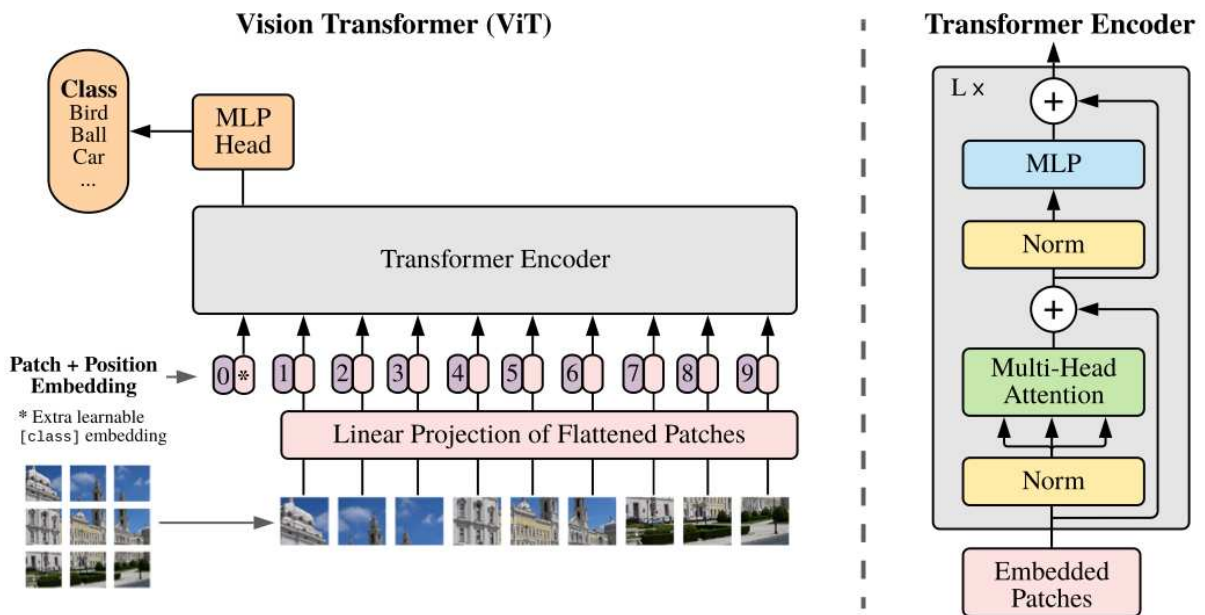 Vision Transformer (ViT)
Class
Bird
Ball
Car
...
MLP
Head
Transformer Encoder
Patch + Position
Embedding
0 * 1 2 3 4 5 6 7 8 9
* Extra learnable
[class] embedding
Linear Projection of Flattened Patches
Transformer Encoder
L ×
+
MLP
Norm
+
Multi-Head
Attention
Norm
Embedded
Patches